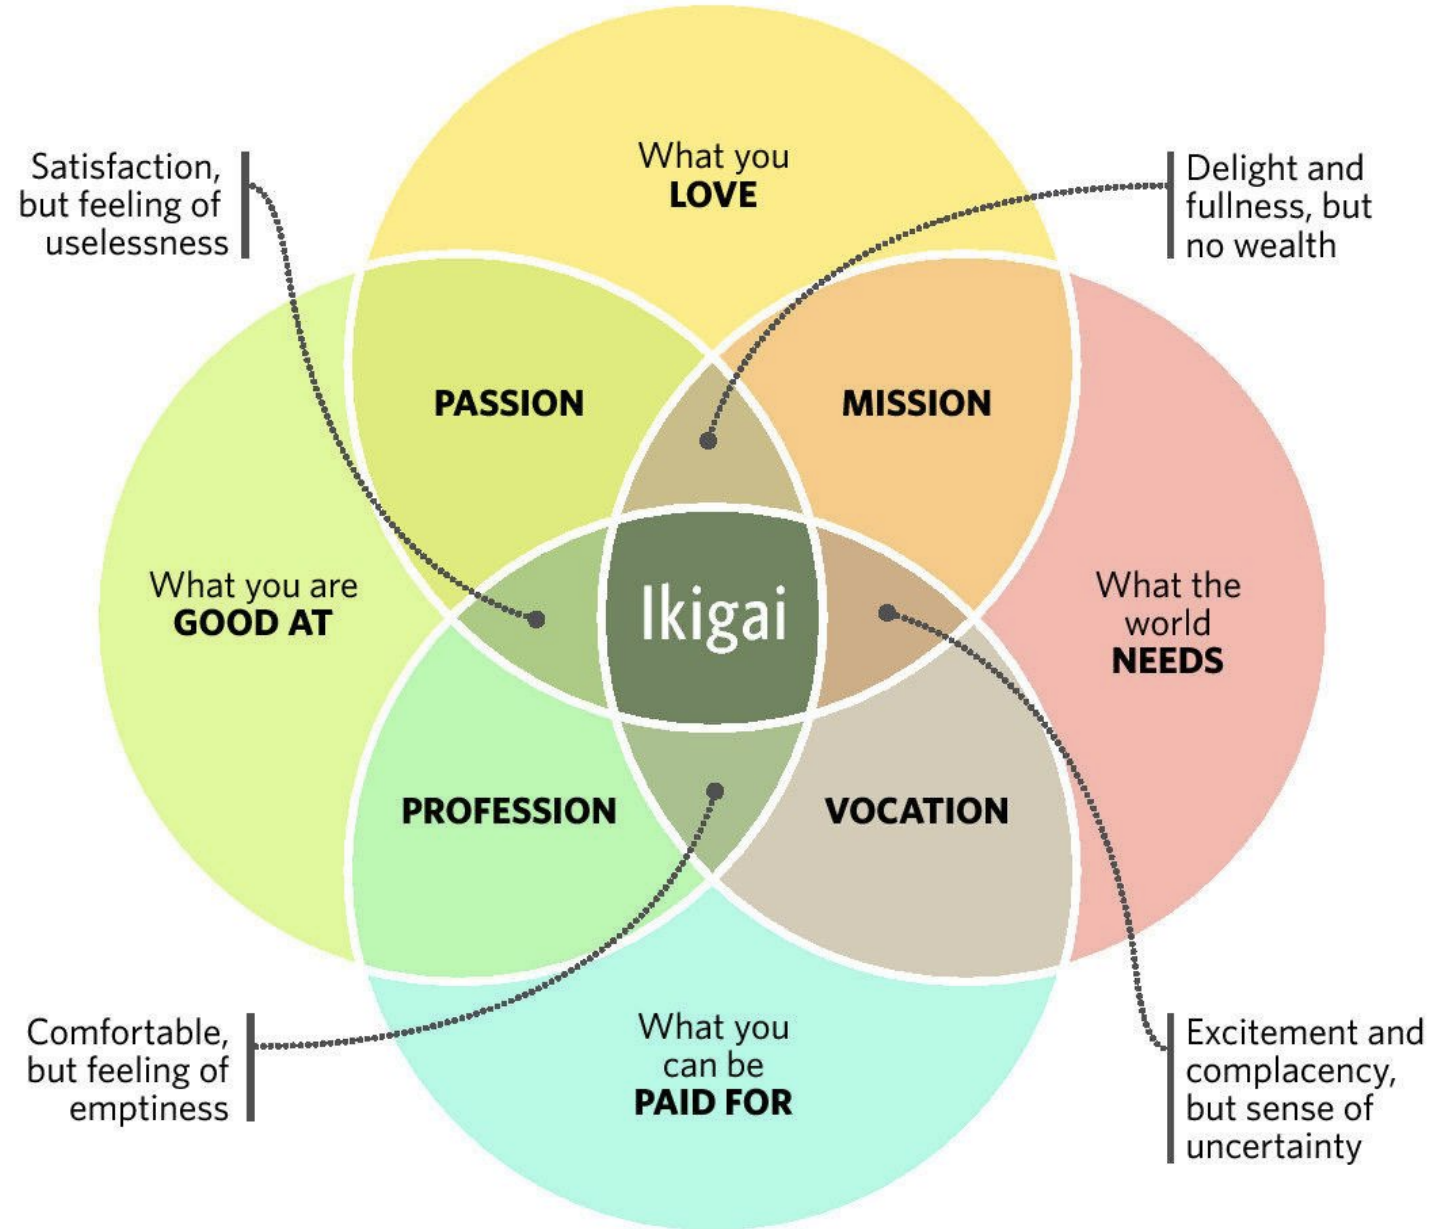 What you
LOVE
Satisfaction,
but feeling of
uselessness
Delight and
fullness, but
no wealth
PASSION
MISSION
What you are
GOOD AT
Ikigai
What the
world
NEEDS
PROFESSION
VOCATION
What you
can be
PAID FOR
Comfortable,
but feeling of
emptiness
Excitement and
complacency,
but sense of
uncertainty